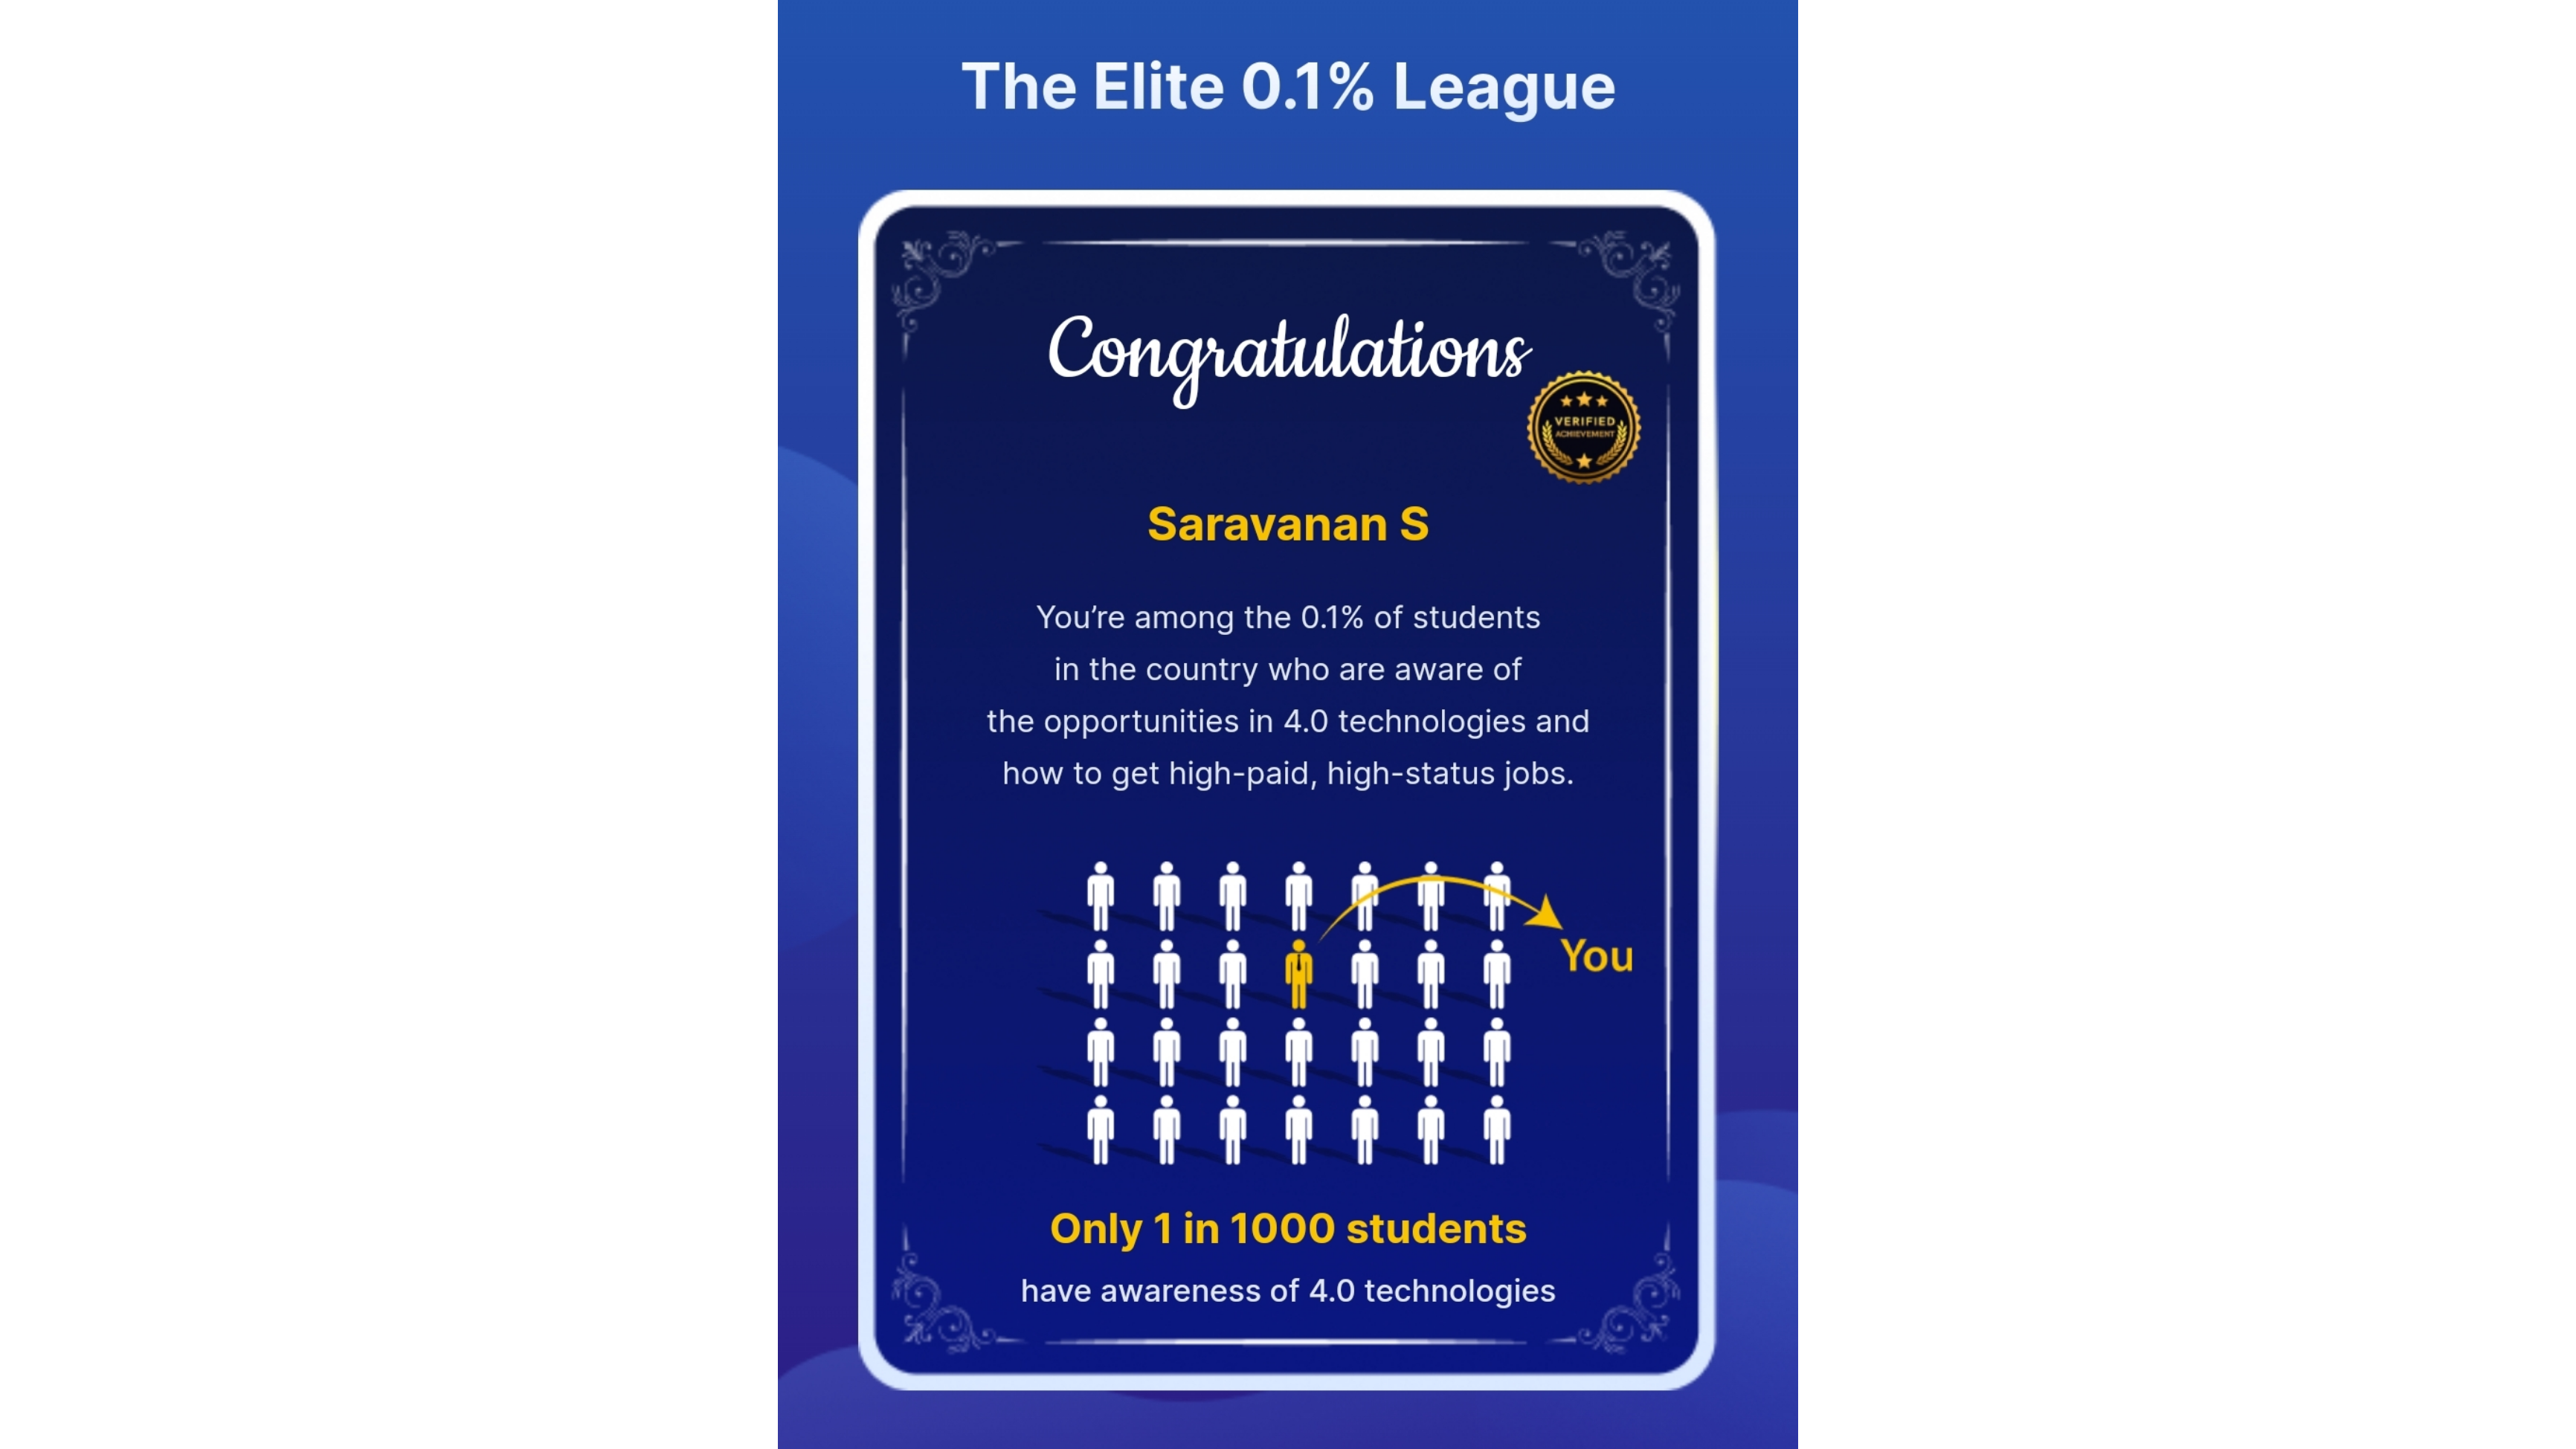 The Elite 0.1% League
Congratulations
VERIFIED
ACHIEVEMENT
Saravanan S
You’re among the 0.1% of students
in the country who are aware of
the opportunities in 4.0 technologies and
how to get high-paid, high-status jobs.
You
Only 1 in 1000 students
have awareness of 4.0 technologies